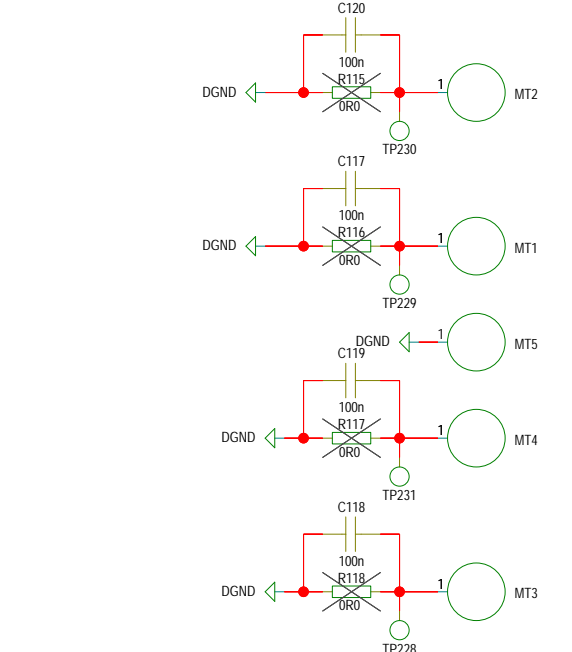 C120
100n
R115
DGND
1
MT2
0R0
TP230
C117
100n
R116
DGND
1
MT1
0R0
TP229
DGND
1
MT5
C119
100n
R117
DGND
1
MT4
0R0
TP231
C118
100n
R118
DGND
1
MT3
0R0
TP228